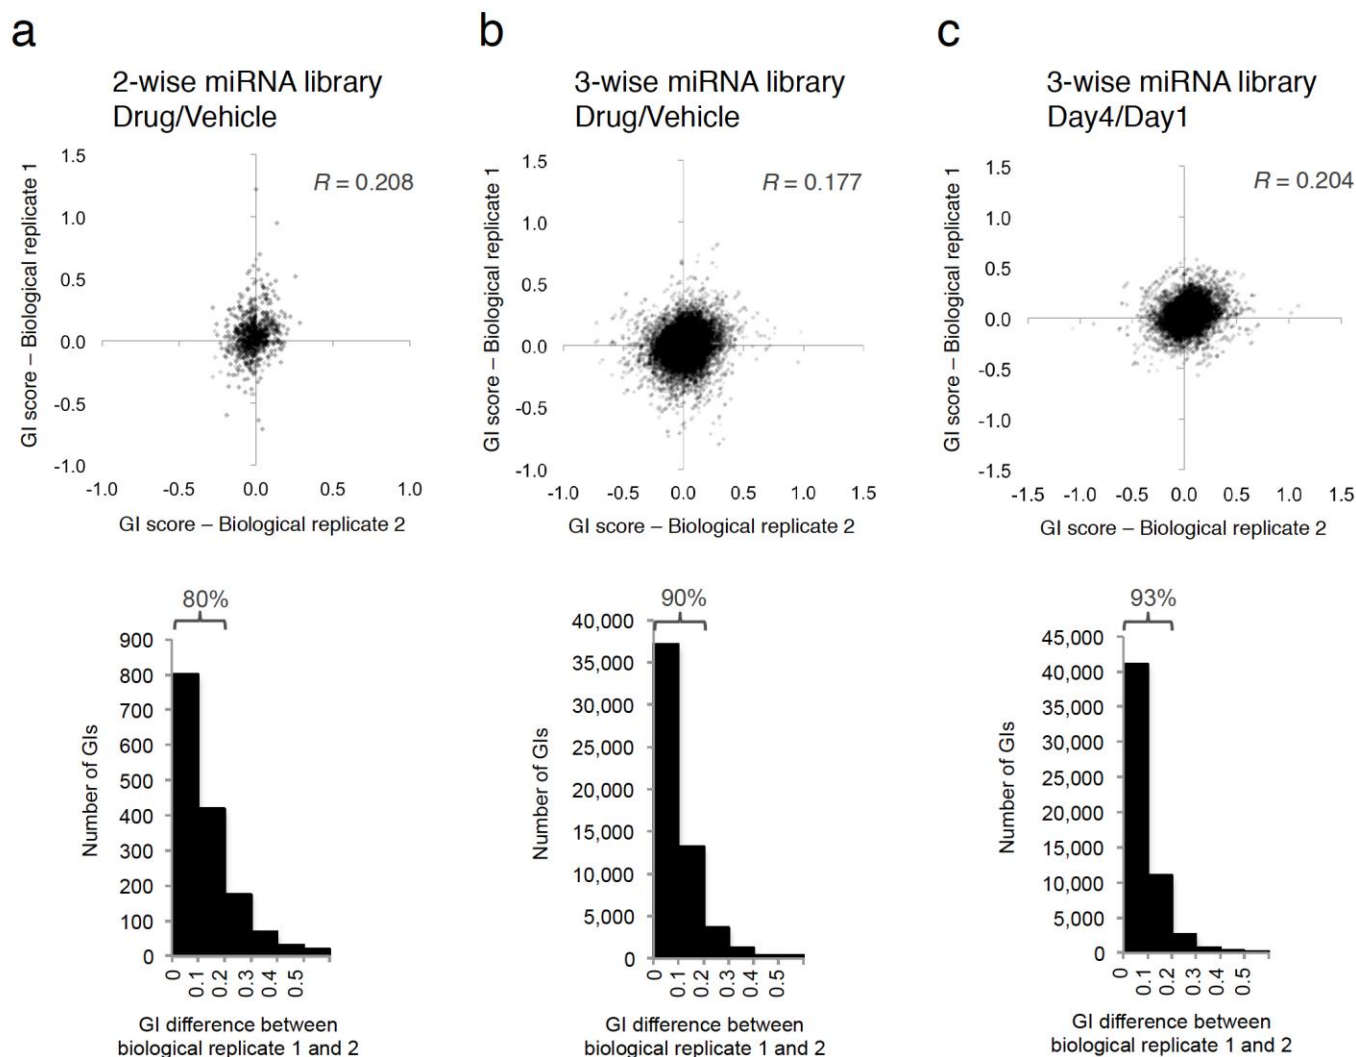 a
2-wise miRNA library
Drug/Vehicle
R = 0.208
GI score – Biological replicate 1
1.5
1.0
0.5
0.0
-0.5
-1.0
-1.0 -0.5 0.0 0.5 1.0
GI score – Biological replicate 2
b
3-wise miRNA library
Drug/Vehicle
R = 0.177
GI score – Biological replicate 1
1.5
1.0
0.5
0.0
-0.5
-1.0
-1.0 -0.5 0.0 0.5 1.0 1.5
GI score – Biological replicate 2
c
3-wise miRNA library
Day4/Day1
R = 0.204
GI score – Biological replicate 1
1.5
1.0
0.5
0.0
-0.5
-1.0
-1.5
-1.5 -1.0 -0.5 0.0 0.5 1.0 1.5
GI score – Biological replicate 2
80%
Number of GIs
900
800
700
600
500
400
300
200
100
0
0 0.1 0.2 0.3 0.4 0.5
GI difference between
biological replicate 1 and 2
90%
Number of GIs
40,000
35,000
30,000
25,000
20,000
15,000
10,000
5,000
0
0 0.1 0.2 0.3 0.4 0.5
GI difference between
biological replicate 1 and 2
93%
Number of GIs
45,000
40,000
35,000
30,000
25,000
20,000
15,000
10,000
5,000
0
0 0.1 0.2 0.3 0.4 0.5
GI difference between
biological replicate 1 and 2